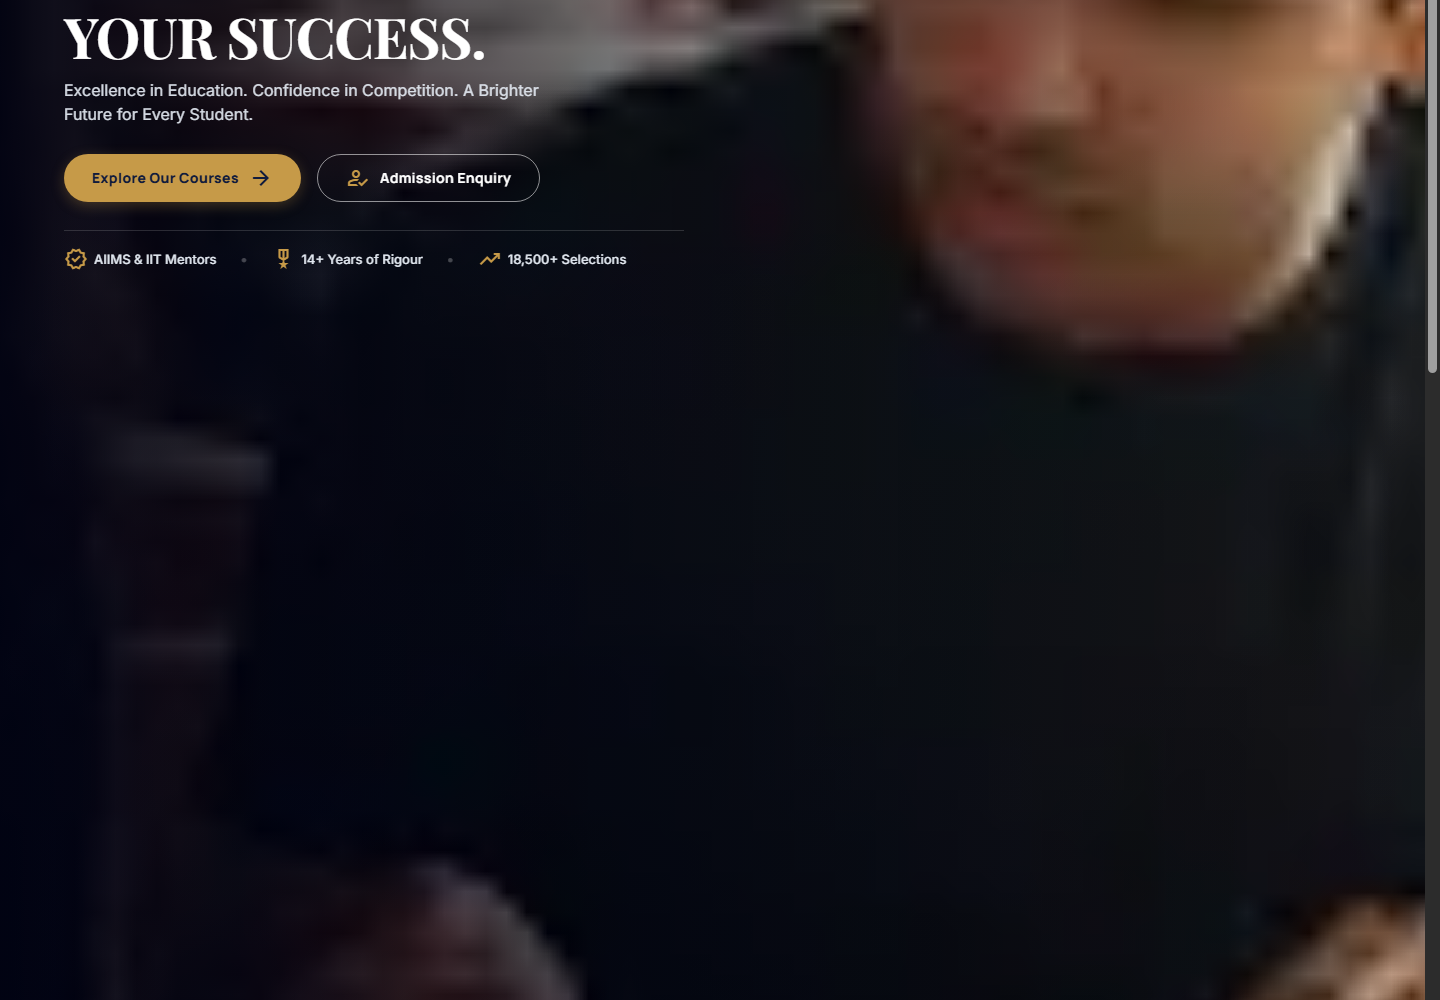 YOUR SUCCESS.
Excellence in Education. Confidence in Competition. A Brighter
Future for Every Student.
Explore Our Courses
Admission Enquiry
AIIMS & IIT Mentors • 14+ Years of Rigour • 18,500+ Selections